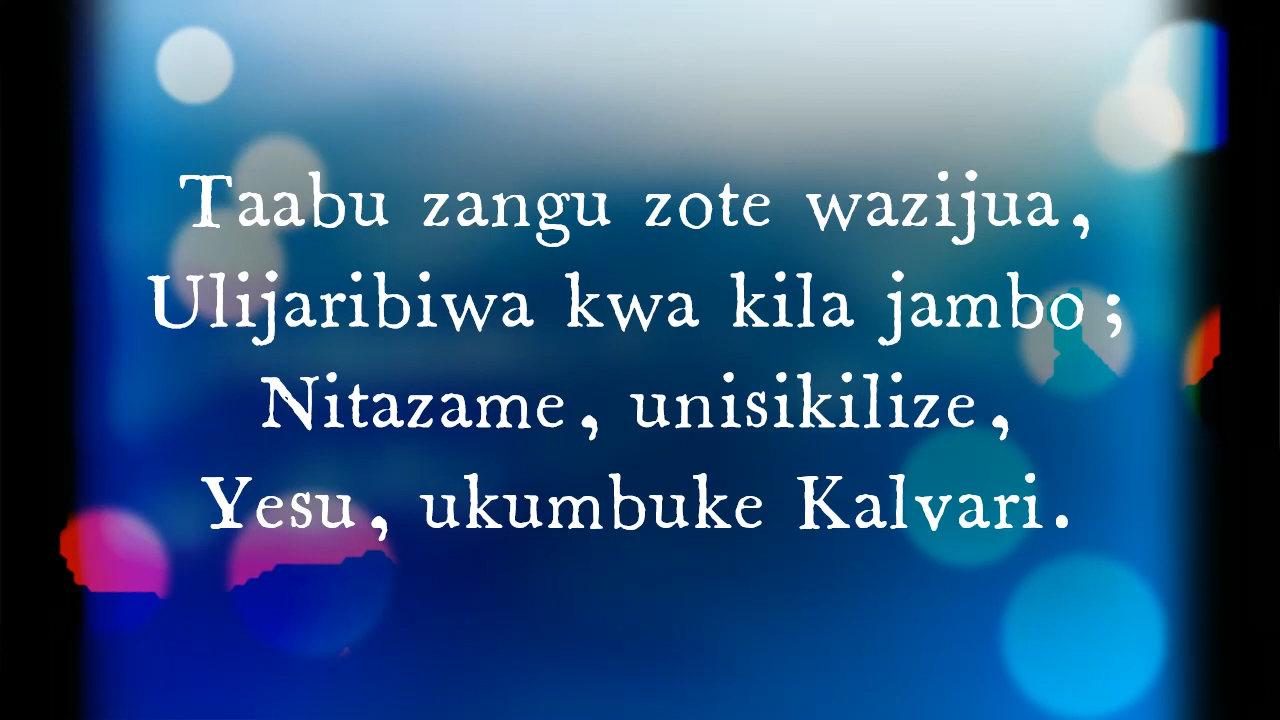 Taabu zangu zote wazijua,
Ulijaribiwa kwa kila jambo;
Nitazame, unisikilize,
Yesu, ukumbuke Kalvari.